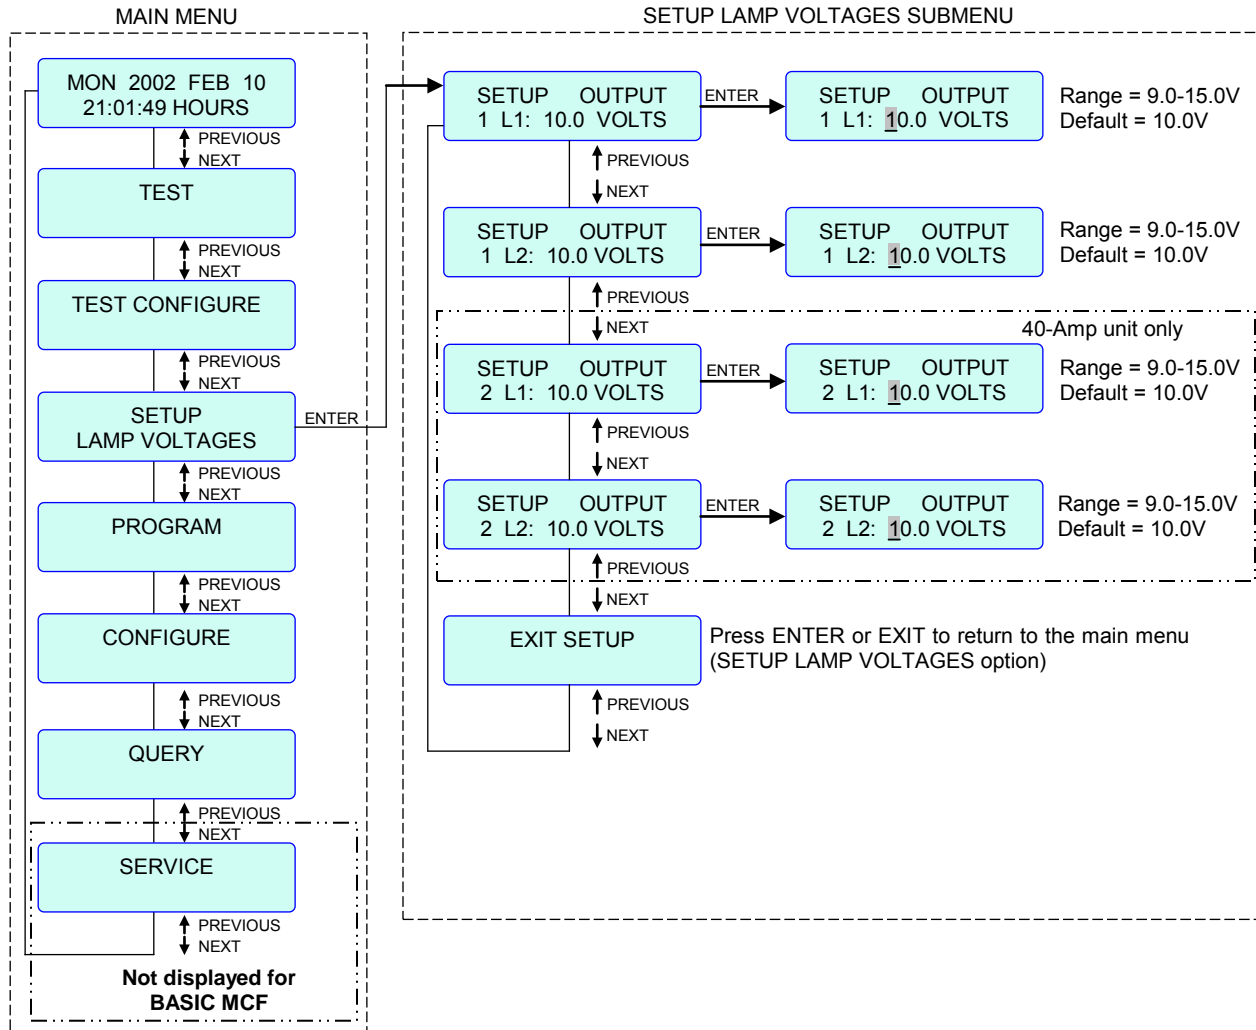 MAIN MENU
MON 2002 FEB 10
21:01:49 HOURS
PREVIOUS
NEXT
TEST
PREVIOUS
NEXT
TEST CONFIGURE
PREVIOUS
NEXT
SETUP
LAMP VOLTAGES
ENTER
PREVIOUS
NEXT
PROGRAM
PREVIOUS
NEXT
CONFIGURE
PREVIOUS
NEXT
QUERY
PREVIOUS
NEXT
SERVICE
PREVIOUS
NEXT
Not displayed for
BASIC MCF
SETUP LAMP VOLTAGES SUBMENU
SETUP OUTPUT
1 L1: 10.0 VOLTS
ENTER
SETUP OUTPUT
1 L1: 10.0 VOLTS
Range = 9.0-15.0V
Default = 10.0V
PREVIOUS
NEXT
SETUP OUTPUT
1 L2: 10.0 VOLTS
ENTER
SETUP OUTPUT
1 L2: 10.0 VOLTS
Range = 9.0-15.0V
Default = 10.0V
PREVIOUS
NEXT
40-Amp unit only
SETUP OUTPUT
2 L1: 10.0 VOLTS
ENTER
SETUP OUTPUT
2 L1: 10.0 VOLTS
Range = 9.0-15.0V
Default = 10.0V
PREVIOUS
NEXT
SETUP OUTPUT
2 L2: 10.0 VOLTS
ENTER
SETUP OUTPUT
2 L2: 10.0 VOLTS
Range = 9.0-15.0V
Default = 10.0V
PREVIOUS
NEXT
EXIT SETUP
Press ENTER or EXIT to return to the main menu
(SETUP LAMP VOLTAGES option)
PREVIOUS
NEXT